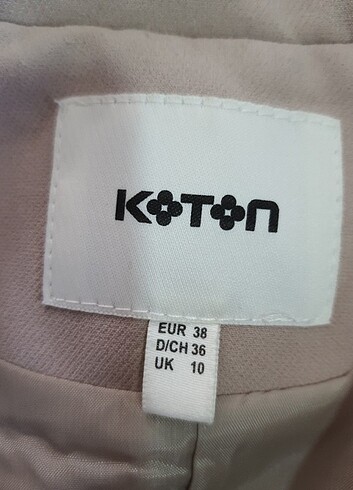 KOTON
EUR 38
D/CH 36
UK 10